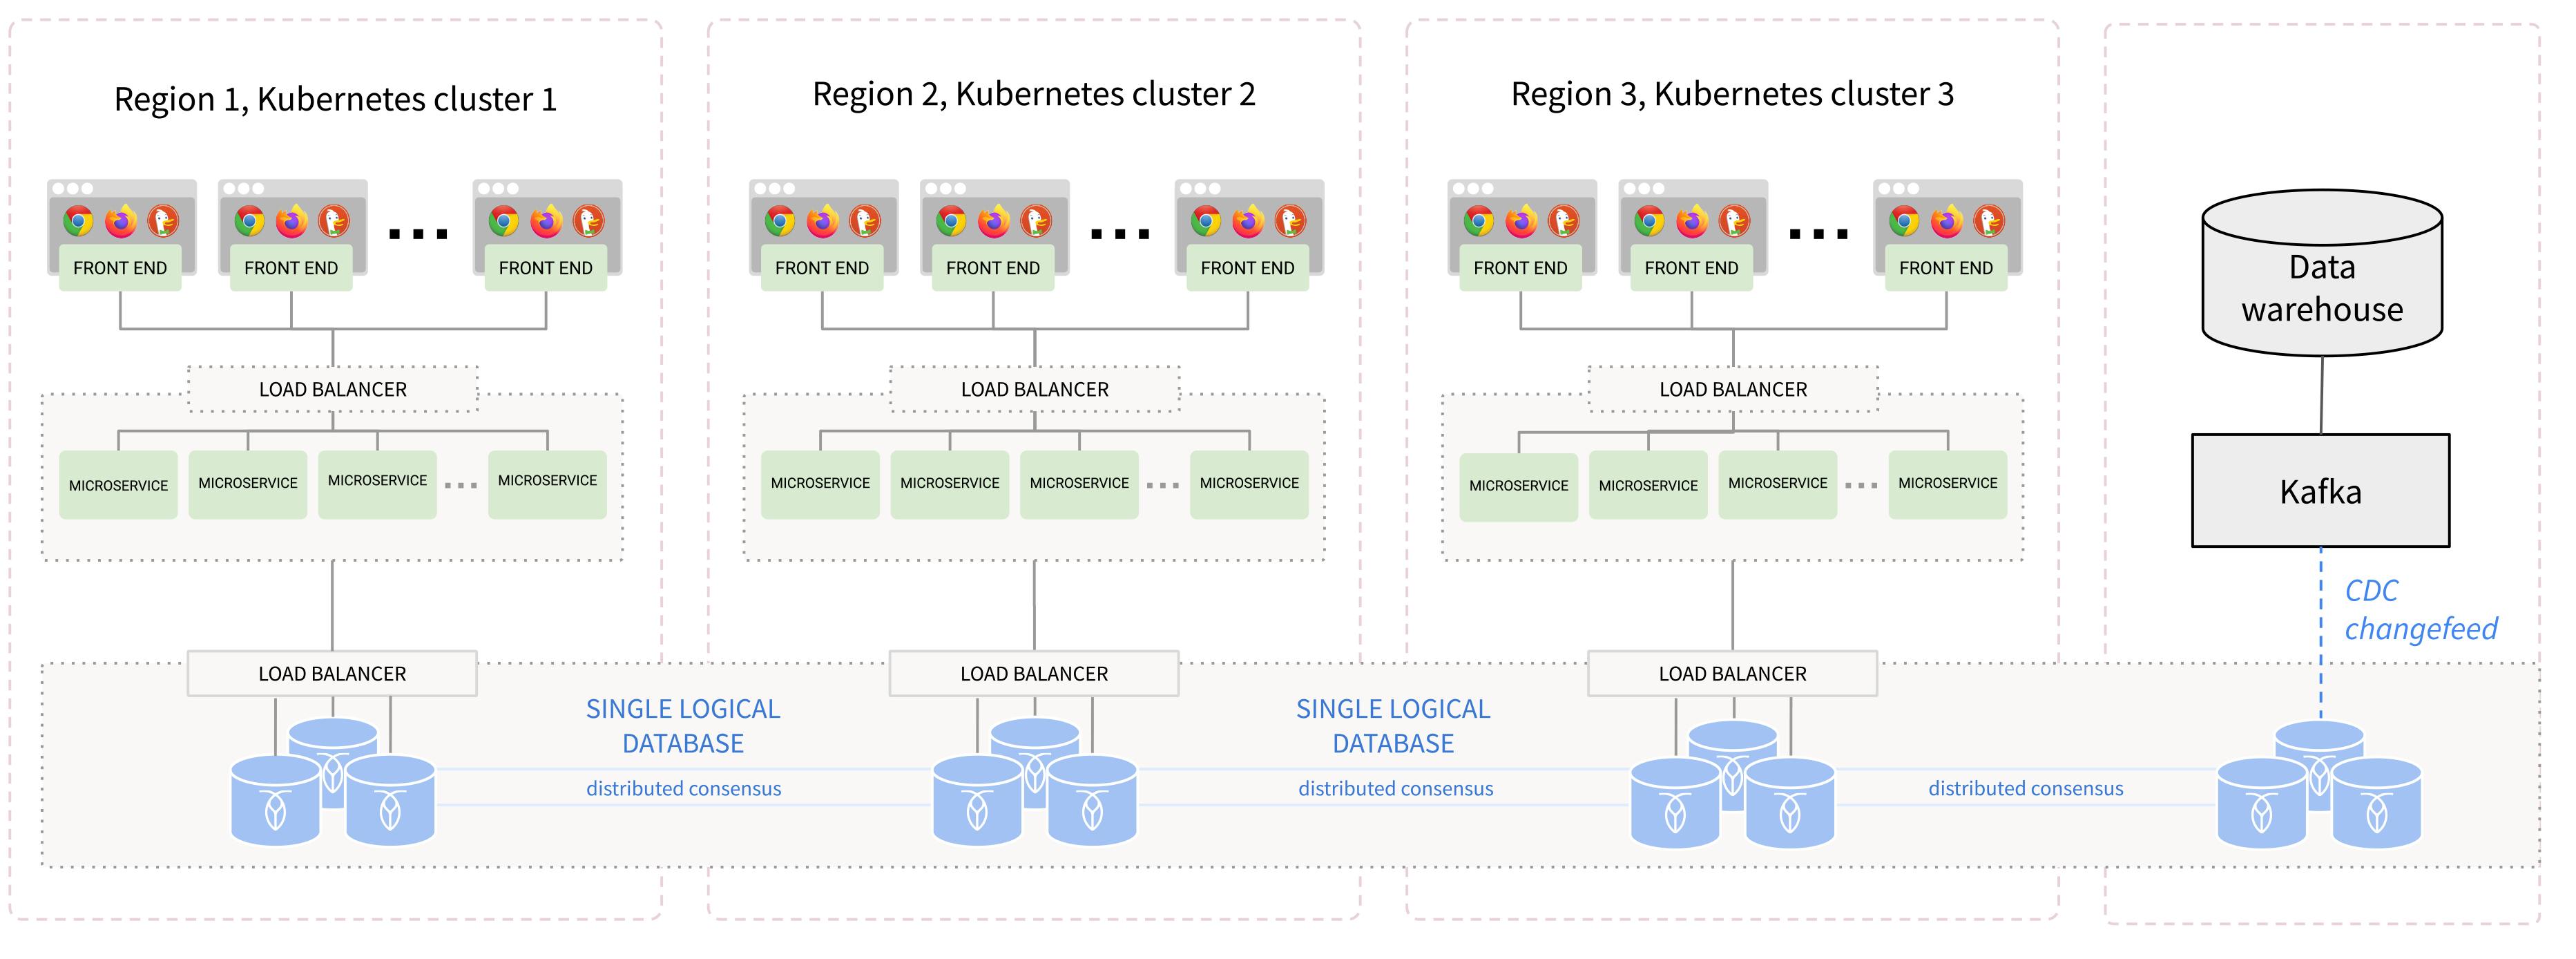 Region 1, Kubernetes cluster 1
FRONT END
FRONT END
FRONT END
LOAD BALANCER
MICROSERVICE
MICROSERVICE
MICROSERVICE
MICROSERVICE
LOAD BALANCER
Region 2, Kubernetes cluster 2
FRONT END
FRONT END
FRONT END
LOAD BALANCER
MICROSERVICE
MICROSERVICE
MICROSERVICE
MICROSERVICE
LOAD BALANCER
Region 3, Kubernetes cluster 3
FRONT END
FRONT END
FRONT END
LOAD BALANCER
MICROSERVICE
MICROSERVICE
MICROSERVICE
MICROSERVICE
LOAD BALANCER
Data
warehouse
Kafka
CDC
changefeed
SINGLE LOGICAL
DATABASE
distributed consensus
SINGLE LOGICAL
DATABASE
distributed consensus
distributed consensus